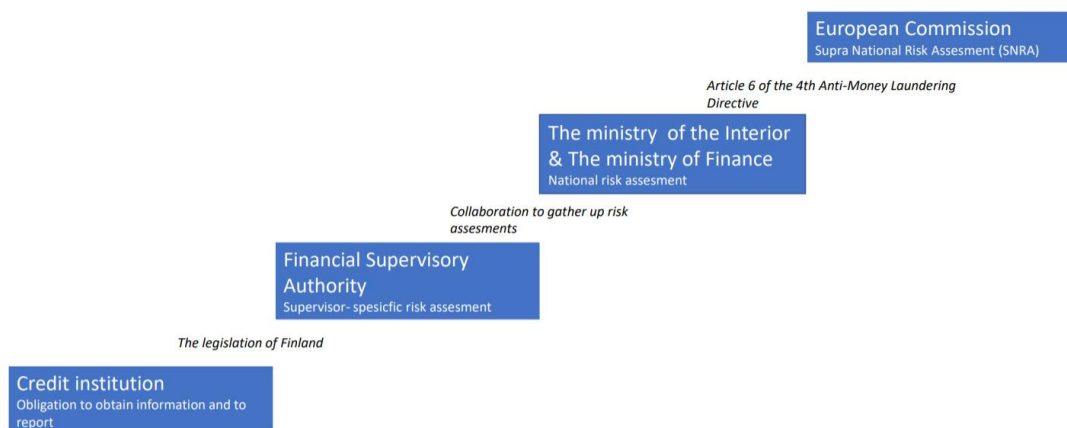 European Commission
Supra National Risk Assesment (SNRA)
Article 6 of the 4th Anti-Money Laundering
Directive
The ministry of the Interior
& The ministry of Finance
National risk assesment
Collaboration to gather up risk
assesments
Financial Supervisory
Authority
Supervisor- spesicfic risk assesment
The legislation of Finland
Credit institution
Obligation to obtain information and to
report